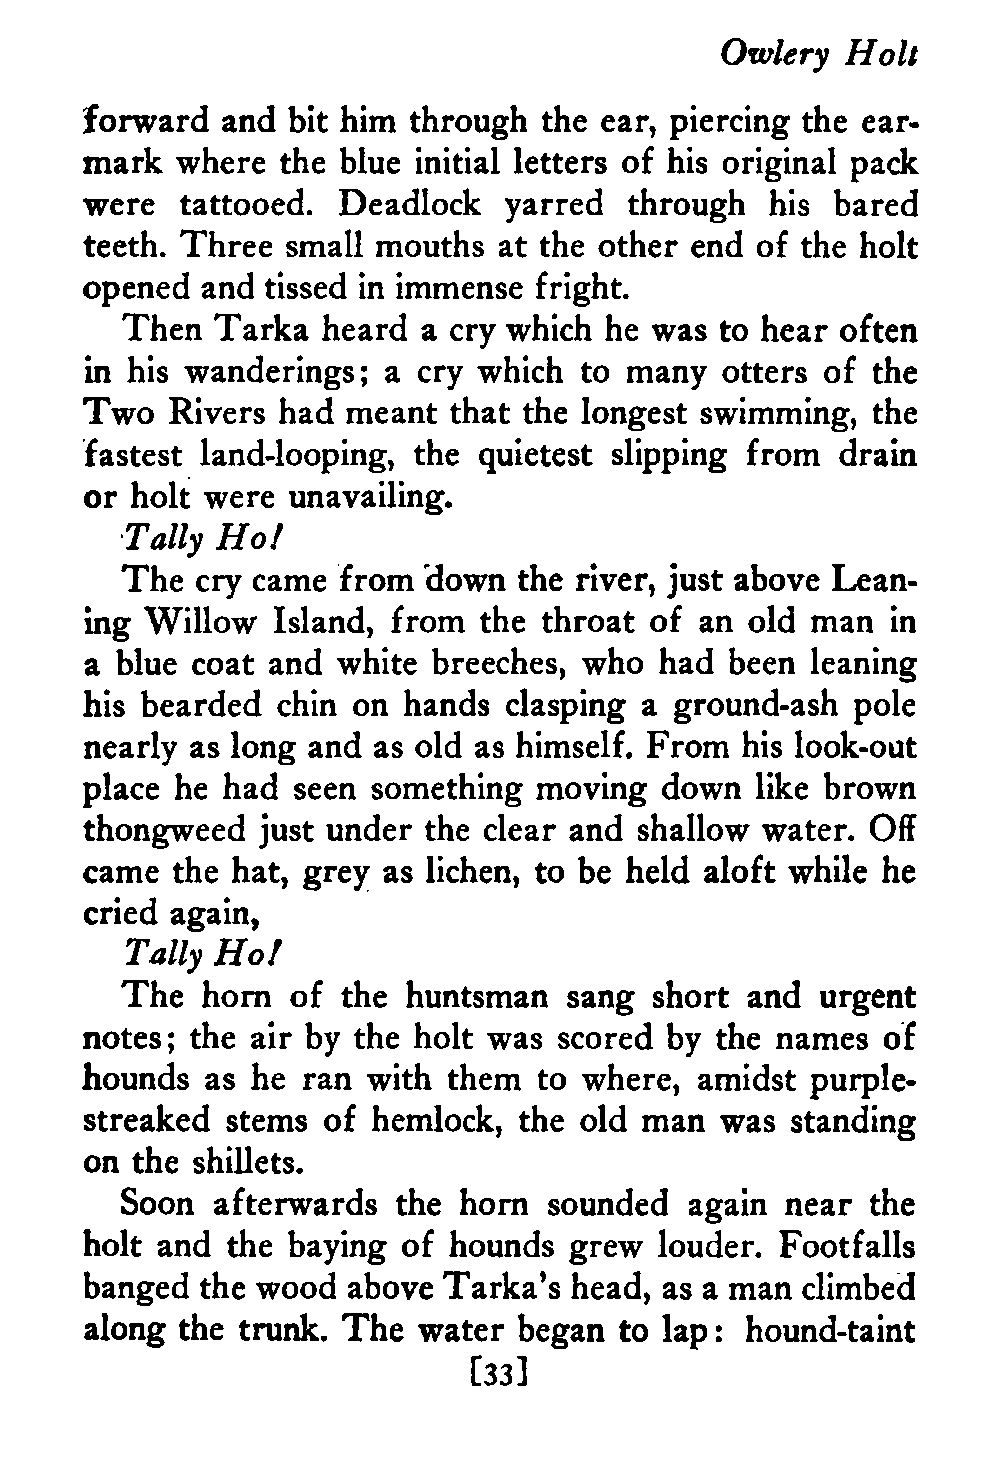 Owlery Holt
forward and bit him through the ear, piercing the ear-
mark where the blue initial letters of his original pack
were tattooed. Deadlock yarred through his bared
teeth. Three small mouths at the other end of the holt
opened and tissed in immense fright.
Then Tarka heard a cry which he was to hear often
in his wanderings; a cry which to many otters of the
Two Rivers had meant that the longest swimming, the
fastest land-looping, the quietest slipping from drain
or holt were unavailing.
Tally Ho!
The cry came from down the river, just above Lean-
ing Willow Island, from the throat of an old man in
a blue coat and white breeches, who had been leaning
his bearded chin on hands clasping a ground-ash pole
nearly as long and as old as himself. From his look-out
place he had seen something moving down like brown
thongweed just under the clear and shallow water. Off
came the hat, grey as lichen, to be held aloft while he
cried again,
Tally Ho!
The horn of the huntsman sang short and urgent
notes; the air by the holt was scored by the names of
hounds as he ran with them to where, amidst purple-
streaked stems of hemlock, the old man was standing
on the shillets.
Soon afterwards the horn sounded again near the
holt and the baying of hounds grew louder. Footfalls
banged the wood above Tarka's head, as a man climbed
along the trunk. The water began to lap: hound-taint
[33]